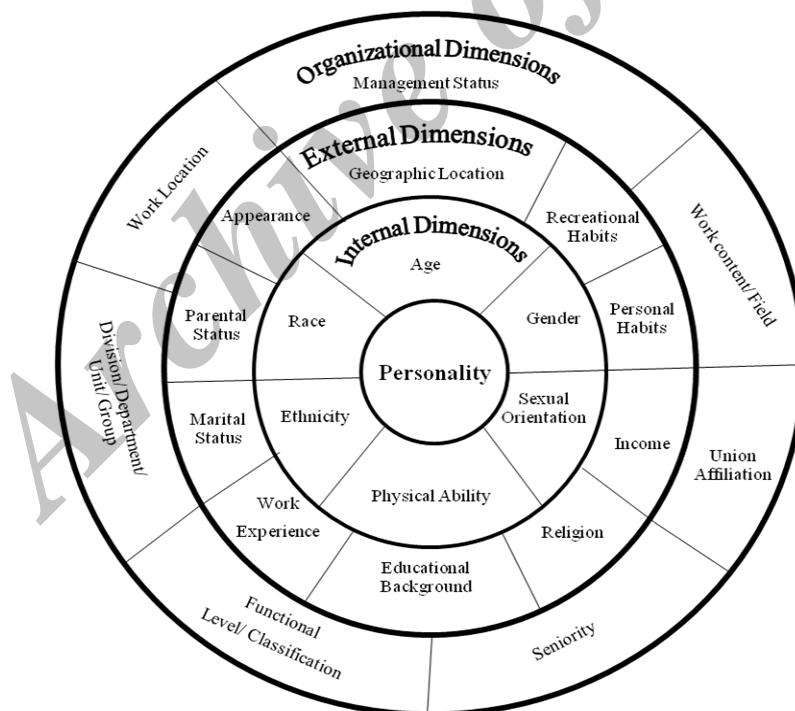 Organizational Dimensions
Management Status
Work Location
Work content/ Field
Division/ Department/
Unit/ Group
Union
Affiliation
Functional
Level/ Classification
Seniority
External Dimensions
Geographic Location
Appearance
Recreational
Habits
Parental
Status
Personal
Habits
Marital
Status
Income
Work
Experience
Religion
Educational
Background
Internal Dimensions
Age
Race
Gender
Ethnicity
Sexual
Orientation
Physical Ability
Personality
Archive of